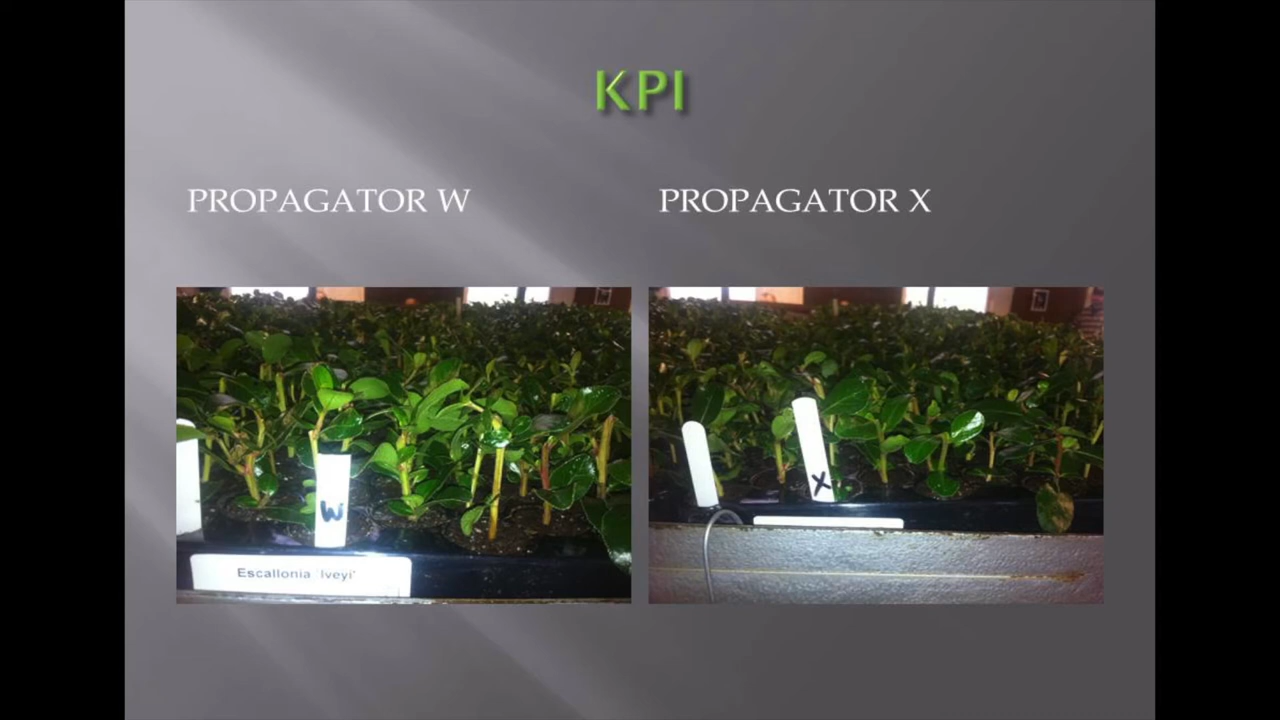 KPI
PROPAGATOR W
PROPAGATOR X
W
X
Escallonia 'Iveyi'